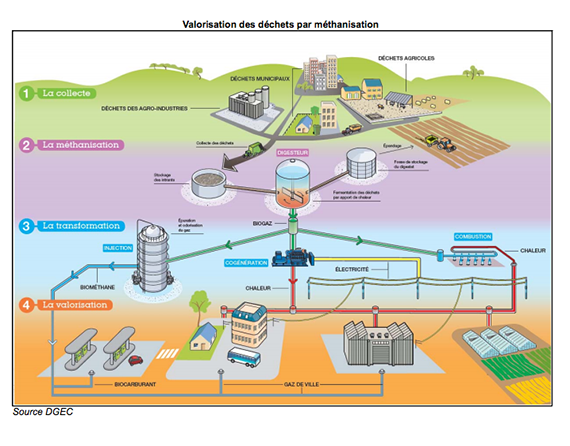 Valorisation des déchets par méthanisation
1 La collecte
DÉCHETS MUNICIPAUX
DÉCHETS AGRICOLES
DÉCHETS DES AGRO-INDUSTRIES
2 La méthanisation
Collecte des déchets
DIGESTEUR
Épandage
Stockage
des intrants
Fosse de stockage
du digestat
Fermentation des déchets
par apport de chaleur
3 La transformation
Épuration et
valorisation
du gaz
BIOGAZ
INJECTION
COMBUSTION
COGÉNÉRATION
CHALEUR
ÉLECTRICITÉ
BIOMÉTHANE
CHALEUR
4 La valorisation
BIOCARBURANT
GAZ DE VILLE
Source DGEC